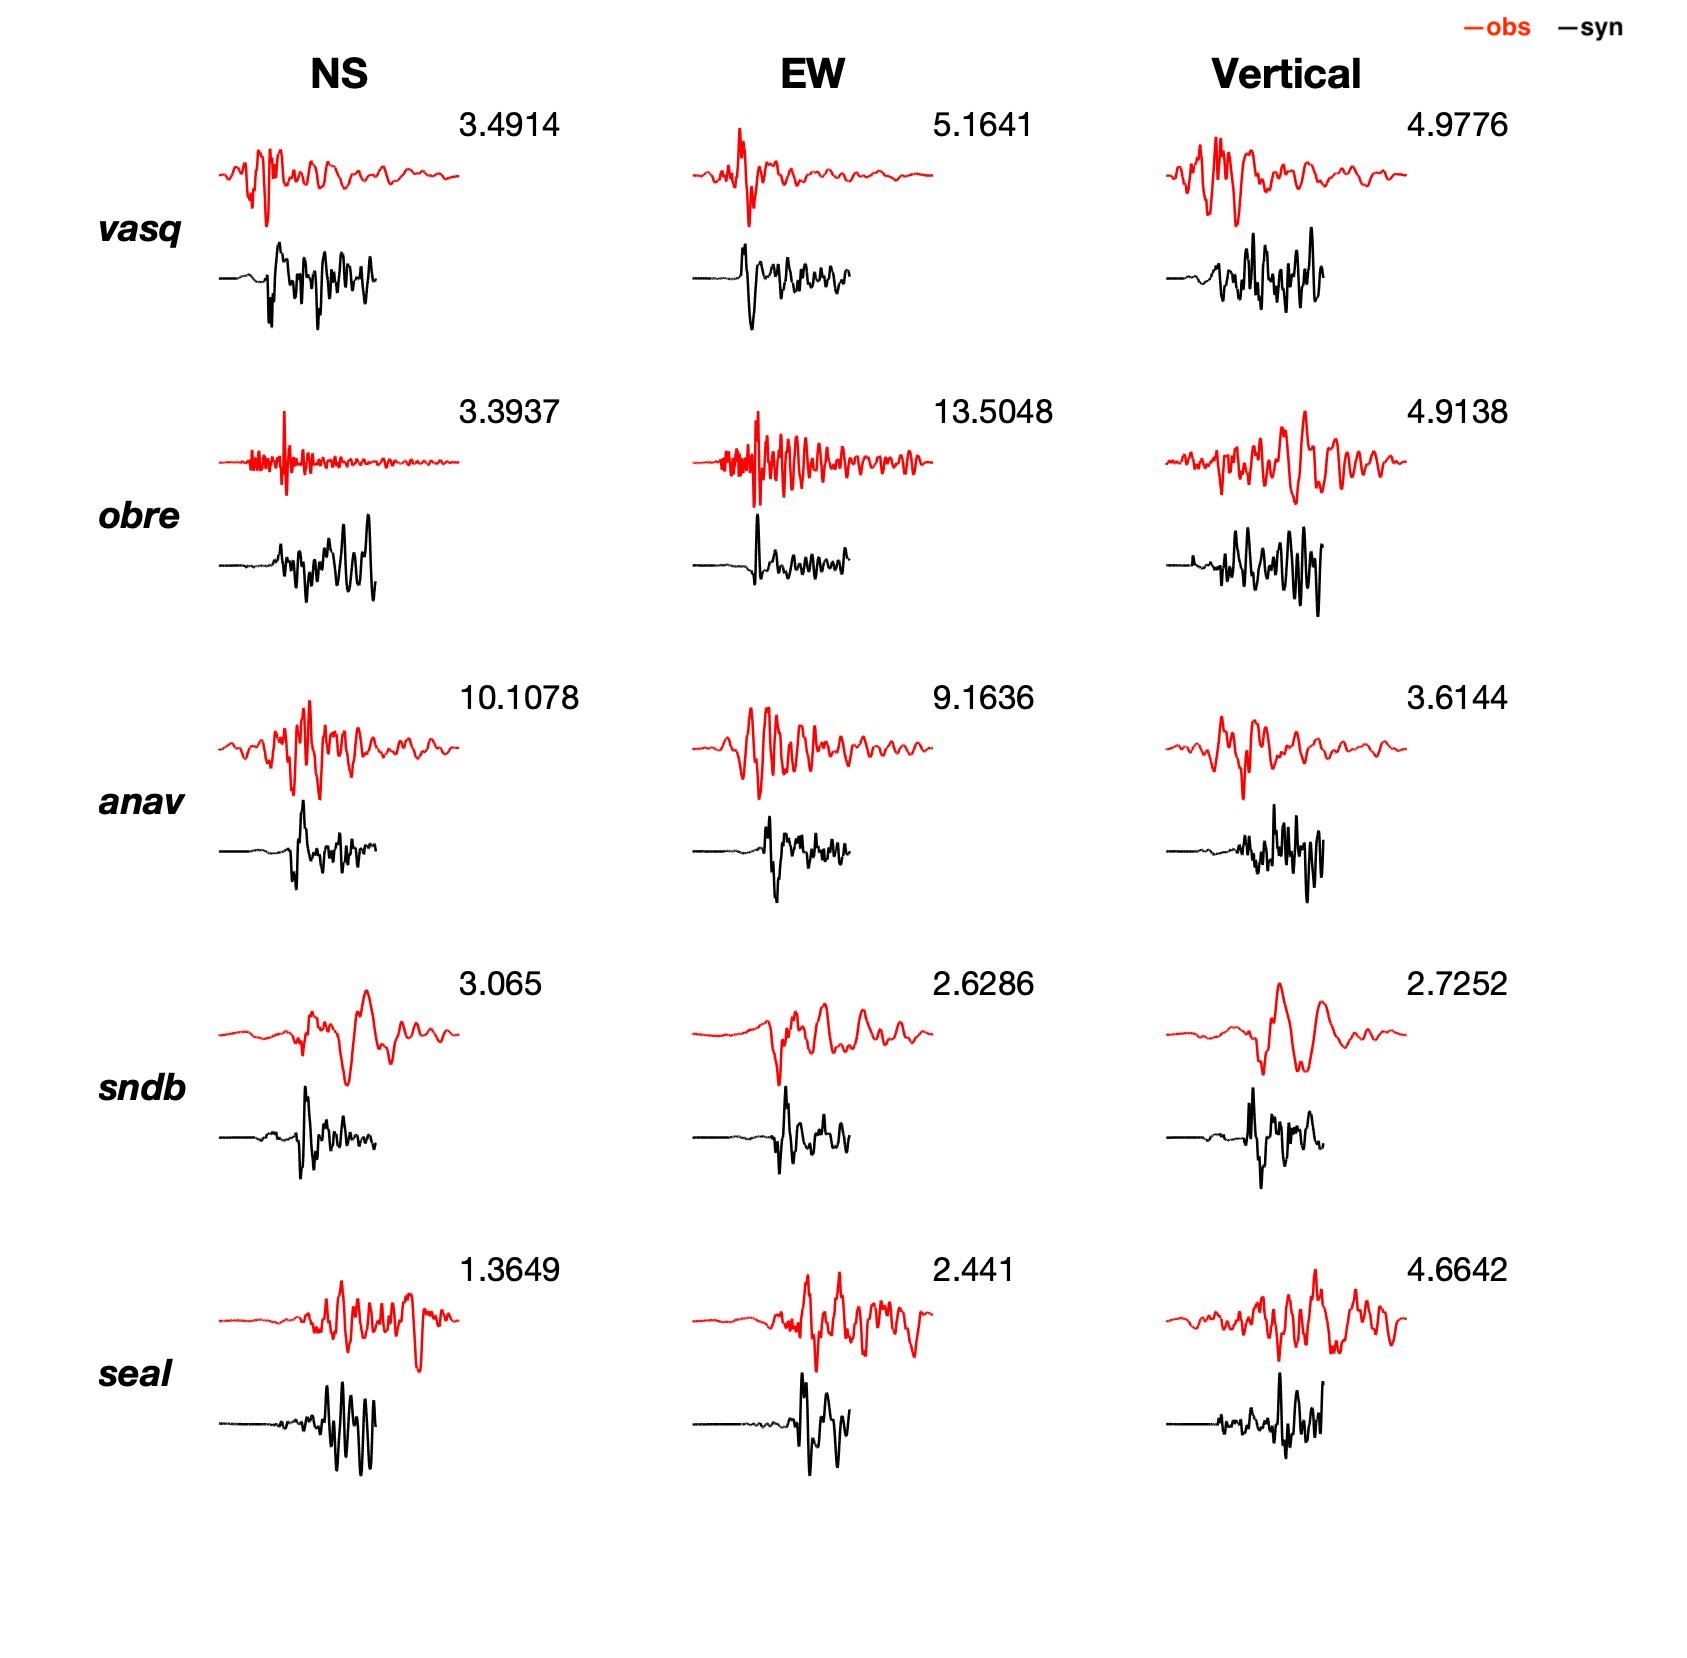 —obs —syn
NS EW Vertical
3.4914 5.1641 4.9776
vasq
3.3937 13.5048 4.9138
obre
10.1078 9.1636 3.6144
anav
3.065 2.6286 2.7252
sndb
1.3649 2.441 4.6642
seal